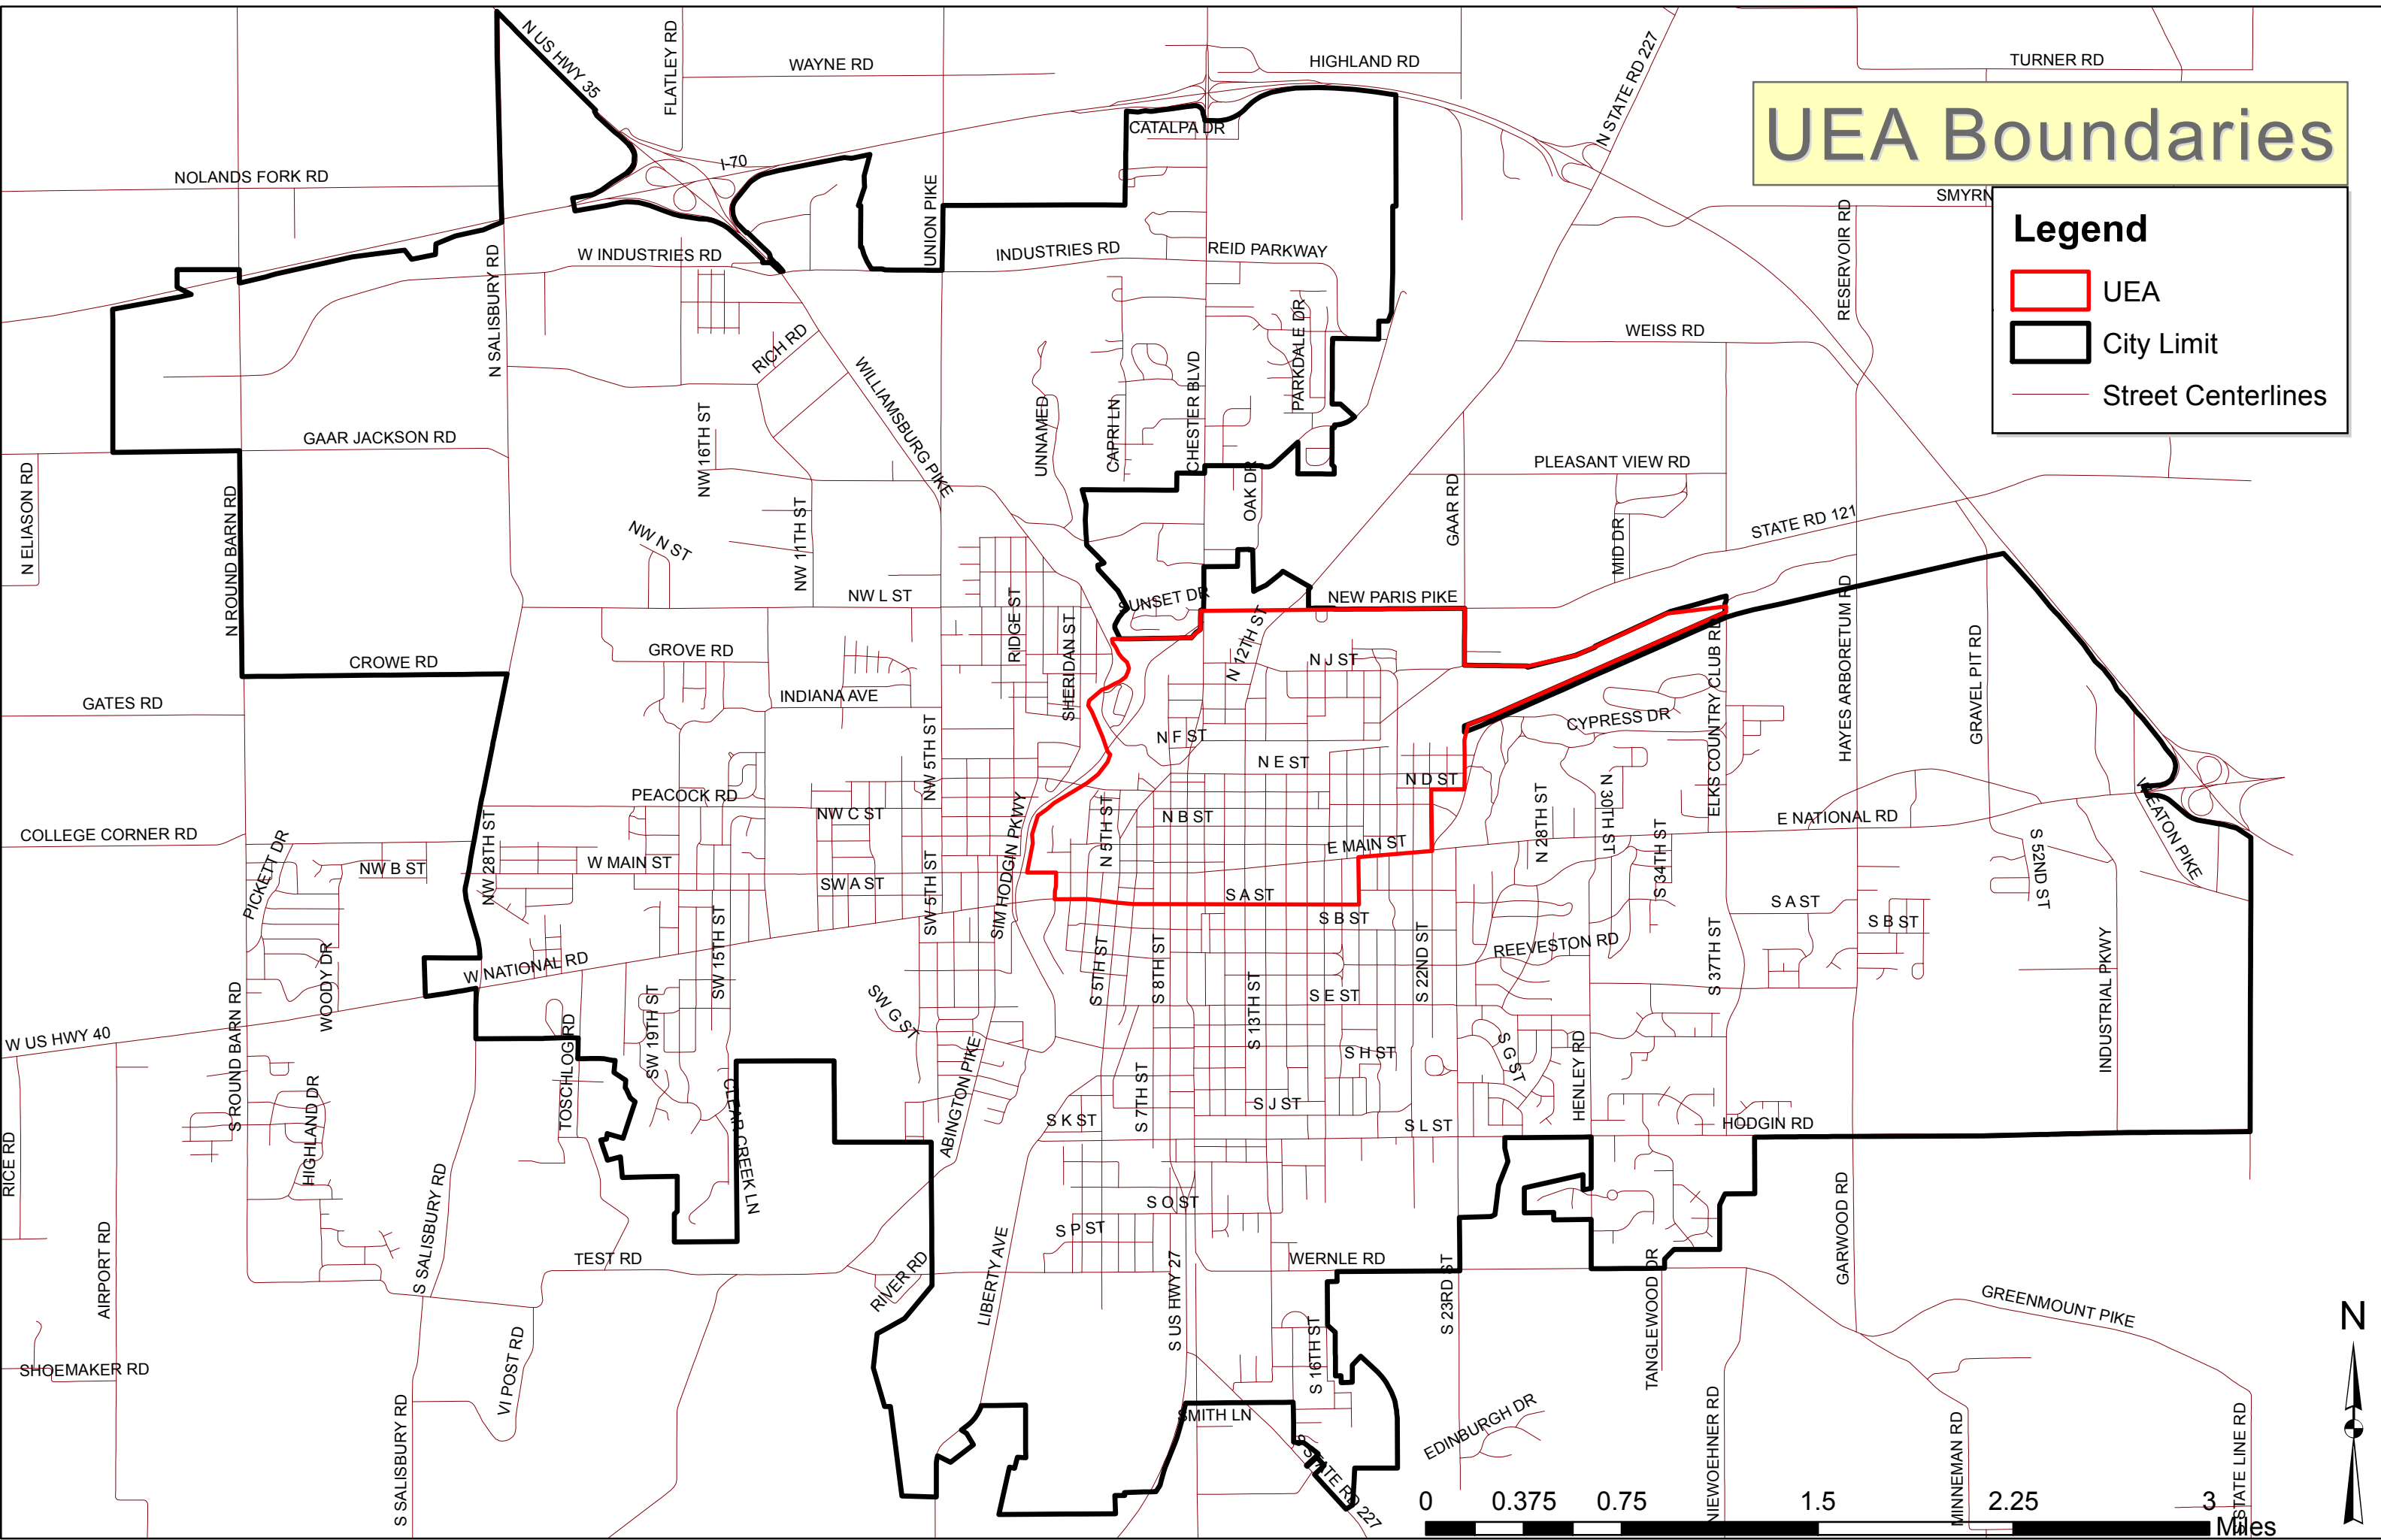 N US HWY 35
FLATLEY RD
WAYNE RD
HIGHLAND RD
N STATE RD 227
TURNER RD
UEA Boundaries
CATALPA DR
I-70
NOLANDS FORK RD
UNION PIKE
SMYRN
RESERVOIR RD
Legend
UEA
City Limit
Street Centerlines
N SALISBURY RD
W INDUSTRIES RD
INDUSTRIES RD
REID PARKWAY
PARKDALE DR
WEISS RD
RICH RD
WILLIAMSBURG PIKE
UNNAMED
CAPRI LN
CHESTER BLVD
GAAR JACKSON RD
NW 16TH ST
PLEASANT VIEW RD
N ELIASON RD
N ROUND BARN RD
NW 11TH ST
NW N ST
OAK DR
GAAR RD
MID DR
STATE RD 121
NW L ST
RIDGE ST
SHERIDAN ST
SUNSET DR
NEW PARIS PIKE
N 12TH ST
HAYES ARBORETUM RD
GRAVEL PIT RD
CROWE RD
GROVE RD
N J ST
ELKS COUNTRY CLUB RD
GATES RD
INDIANA AVE
NW 5TH ST
N F ST
CYPRESS DR
N E ST
N D ST
PEACOCK RD
NW C ST
SIM HODGIN PKWY
N 5TH ST
N B ST
N 28TH ST
N 30TH ST
S 34TH ST
E NATIONAL RD
WHEATON PIKE
COLLEGE CORNER RD
PICKETT DR
NW B ST
NW 28TH ST
W MAIN ST
SW A ST
SW 5TH ST
E MAIN ST
S A ST
S B ST
S A ST
S B ST
S 52ND ST
WOODY DR
W NATIONAL RD
SW 15TH ST
S 5TH ST
S 8TH ST
S 22ND ST
REEVESTON RD
S 37TH ST
INDUSTRIAL PKWY
S ROUND BARN RD
W US HWY 40
SW 19TH ST
SW G ST
S E ST
S 13TH ST
TOSCHLOG RD
ABINGTON PIKE
S H ST
S G ST
HENLEY RD
HIGHLAND DR
CLEAR CREEK LN
S K ST
S 7TH ST
S J ST
S L ST
HODGIN RD
RICE RD
AIRPORT RD
S SALISBURY RD
S O ST
S P ST
GARWOOD RD
TEST RD
RIVER RD
LIBERTY AVE
S US HWY 27
WERNLE RD
S 23RD ST
TANGLEWOOD DR
GREENMOUNT PIKE
SHOEMAKER RD
VI POST RD
S 16TH ST
S SALISBURY RD
SMITH LN
S STATE RD 227
EDINBURGH DR
NIEWOEHNER RD
MINNEMAN RD
S STATE LINE RD
N
0 0.375 0.75 1.5 2.25 3
Miles